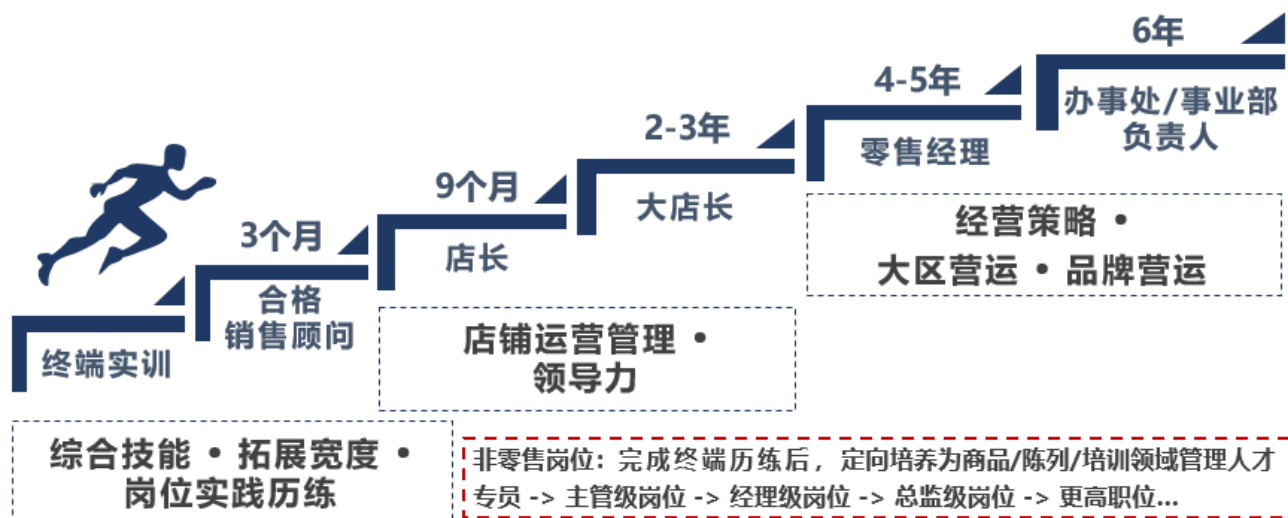 6年
办事处/事业部
负责人
4-5年
零售经理
2-3年
大店长
9个月
店长
3个月
合格
销售顾问
终端实训
经营策略 •
大区营运 • 品牌营运
店铺运营管理 •
领导力
综合技能 • 拓展宽度 •
岗位实践历练
非零售岗位：完成终端历练后，定向培养为商品/陈列/培训领域管理人才
专员 -> 主管级岗位 -> 经理级岗位 -> 总监级岗位 -> 更高职位...